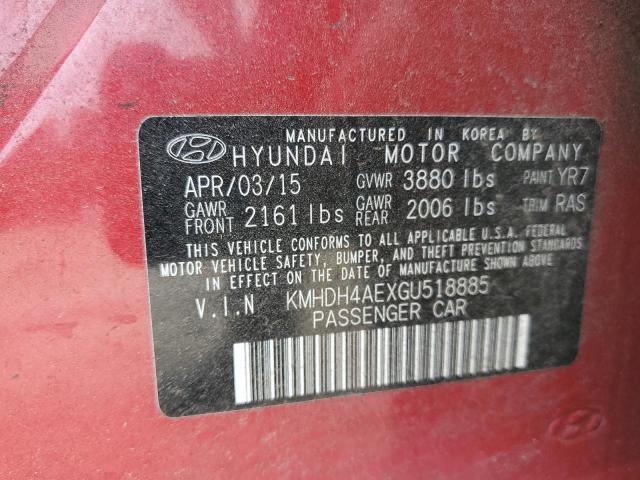 MANUFACTURED IN KOREA BY
HYUNDAI MOTOR COMPANY
APR/03/15 GVWR 3880 lbs PAINT YR7
GAWR FRONT 2161 lbs GAWR REAR 2006 lbs TRIM RAS
THIS VEHICLE CONFORMS TO ALL APPLICABLE U.S.A. FEDERAL
MOTOR VEHICLE SAFETY, BUMPER, AND THEFT PREVENTION STANDARDS
IN EFFECT ON THE DATE OF MANUFACTURE SHOWN ABOVE.
V.I.N KMHDH4AEXGU518885
PASSENGER CAR